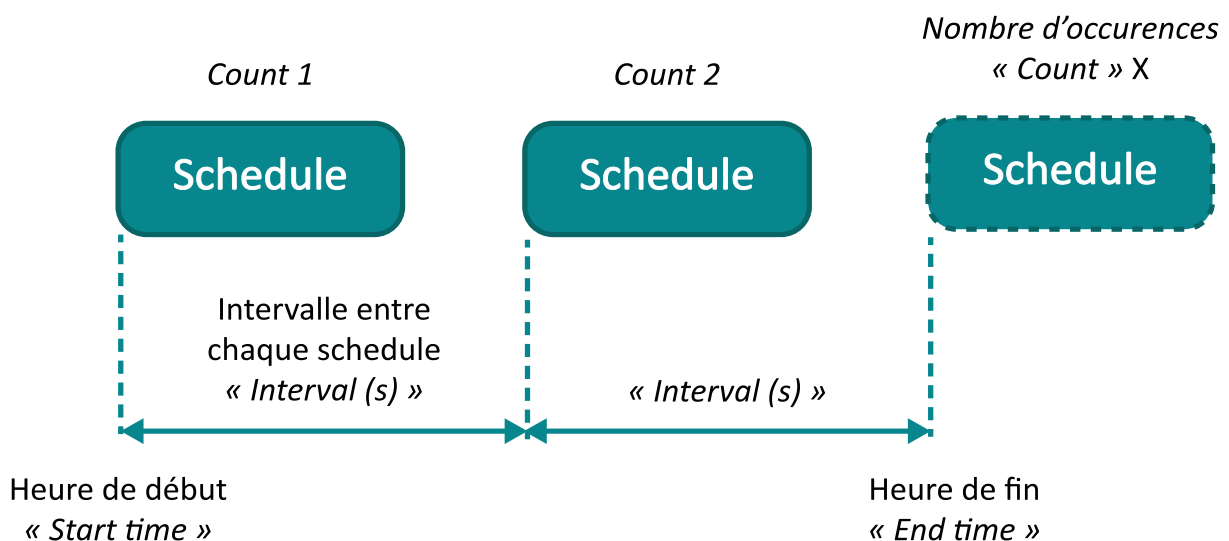 Count 1
Count 2
Nombre d’occurences
« Count » X
Schedule
Schedule
Schedule
Intervalle entre
chaque schedule
« Interval (s) »
« Interval (s) »
Heure de début
« Start time »
Heure de fin
« End time »